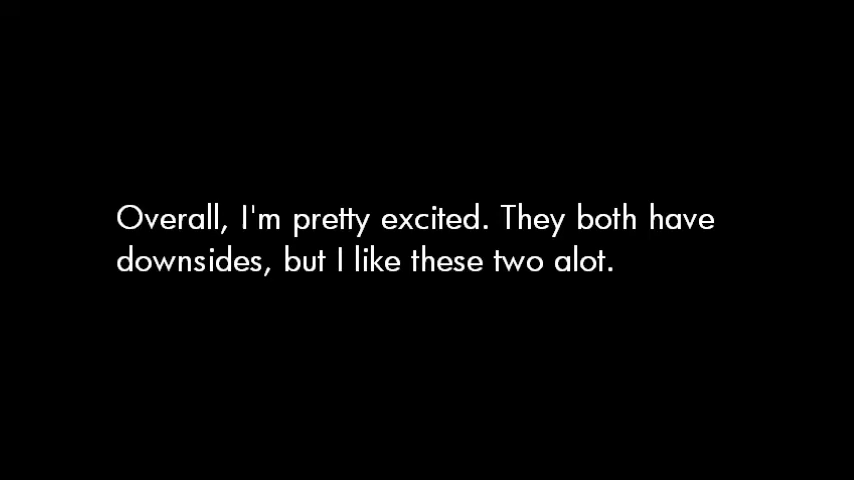 Overall, I'm pretty excited. They both have
downsides, but I like these two alot.